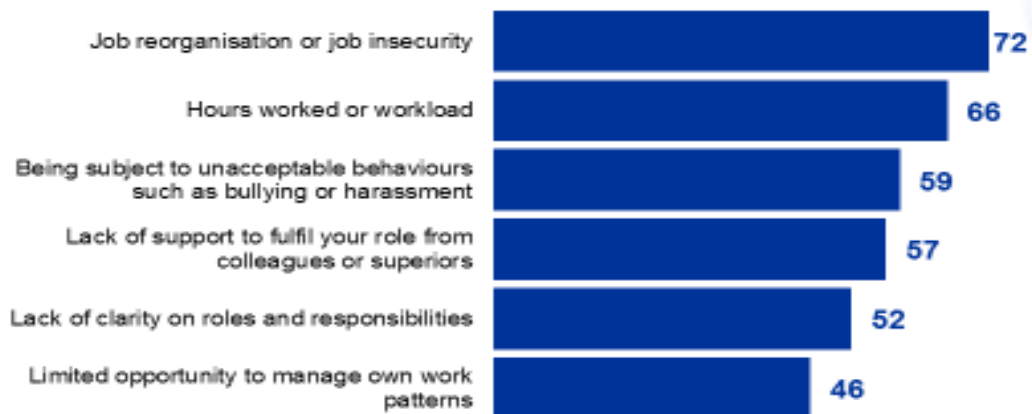 Job reorganisation or job insecurity 72
Hours worked or workload 66
Being subject to unacceptable behaviours
such as bullying or harassment 59
Lack of support to fulfil your role from
colleagues or superiors 57
Lack of clarity on roles and responsibilities 52
Limited opportunity to manage own work
patterns 46